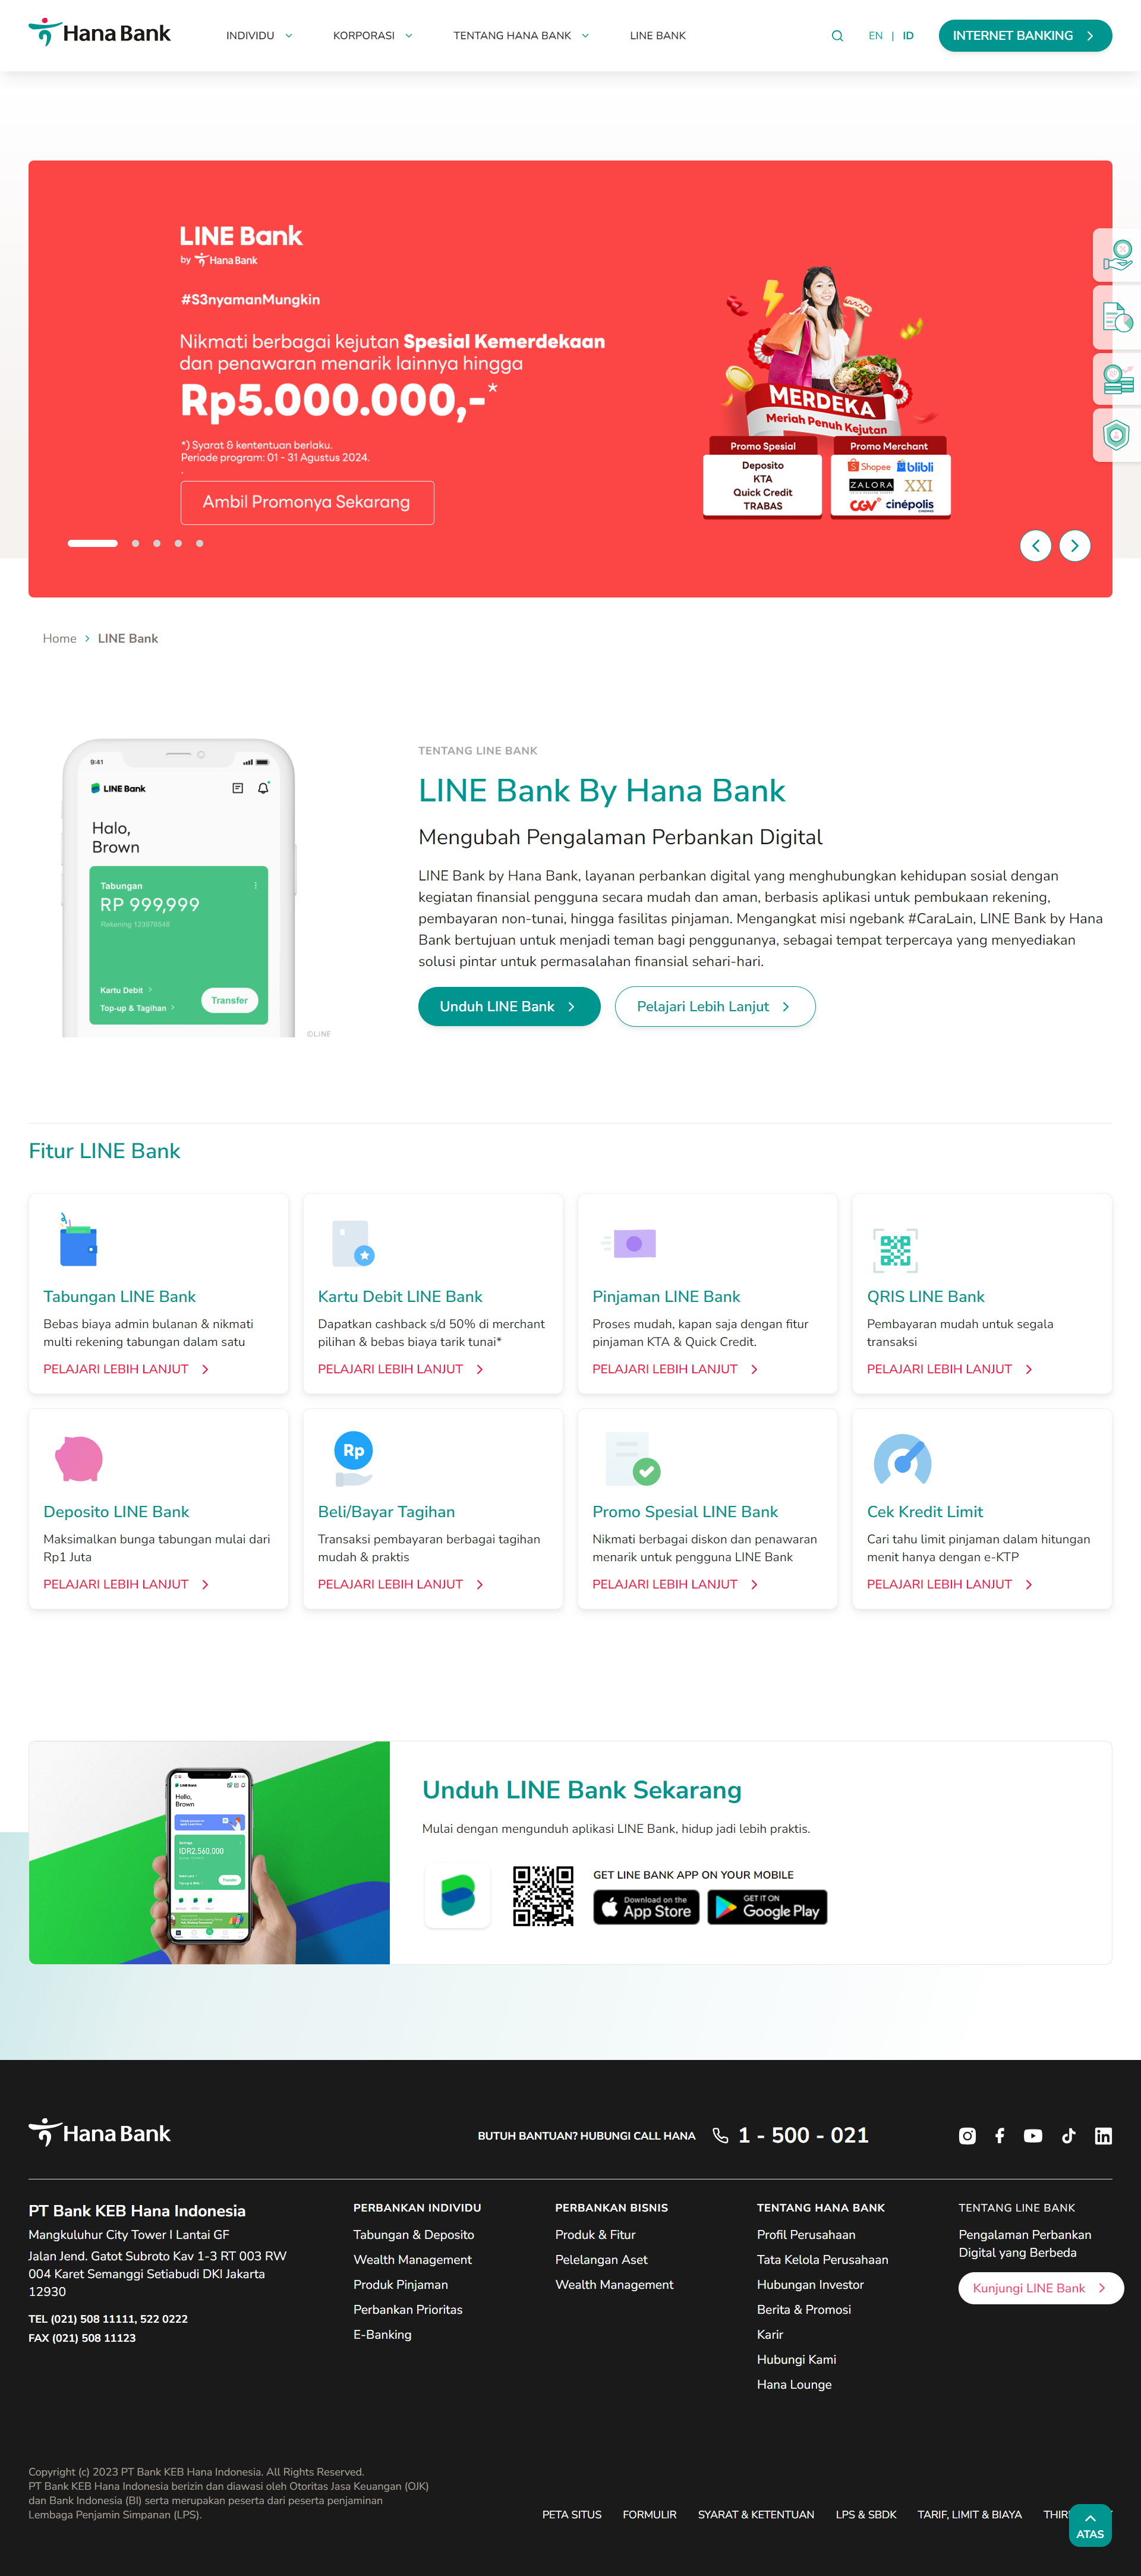 Hana Bank
INDIVIDU
KORPORASI
TENTANG HANA BANK
LINE BANK
EN | ID
INTERNET BANKING
LINE Bank
by Hana Bank
#S3nyamanMungkin
Nikmati berbagai kejutan Spesial Kemerdekaan
dan penawaran menarik lainnya hingga
Rp5.000.000,-*
*) Syarat & kententuan berlaku.
Periode program: 01 - 31 Agustus 2024.
.
Ambil Promonya Sekarang
MERDEKA
Meriah Penuh Kejutan
Promo Spesial
Deposito
KTA
Quick Credit
TRABAS
Promo Merchant
Shopee blibli
ZALORA XXI
CGV cinépolis
CINEMAS
Home > LINE Bank
9:41
LINE Bank
Halo,
Brown
Tabungan
RP 999,999
Rekening 123876548
Kartu Debit >
Top-up & Tagihan >
Transfer
©LINE
TENTANG LINE BANK
LINE Bank By Hana Bank
Mengubah Pengalaman Perbankan Digital
LINE Bank by Hana Bank, layanan perbankan digital yang menghubungkan kehidupan sosial dengan
kegiatan finansial pengguna secara mudah dan aman, berbasis aplikasi untuk pembukaan rekening,
pembayaran non-tunai, hingga fasilitas pinjaman. Mengangkat misi ngebank #CaraLain, LINE Bank by Hana
Bank bertujuan untuk menjadi teman bagi penggunanya, sebagai tempat terpercaya yang menyediakan
solusi pintar untuk permasalahan finansial sehari-hari.
Unduh LINE Bank
Pelajari Lebih Lanjut
Fitur LINE Bank
Tabungan LINE Bank
Bebas biaya admin bulanan & nikmati
multi rekening tabungan dalam satu
PELAJARI LEBIH LANJUT
Kartu Debit LINE Bank
Dapatkan cashback s/d 50% di merchant
pilihan & bebas biaya tarik tunai*
PELAJARI LEBIH LANJUT
Pinjaman LINE Bank
Proses mudah, kapan saja dengan fitur
pinjaman KTA & Quick Credit.
PELAJARI LEBIH LANJUT
QRIS LINE Bank
Pembayaran mudah untuk segala
transaksi
PELAJARI LEBIH LANJUT
Deposito LINE Bank
Maksimalkan bunga tabungan mulai dari
Rp1 Juta
PELAJARI LEBIH LANJUT
Rp
Beli/Bayar Tagihan
Transaksi pembayaran berbagai tagihan
mudah & praktis
PELAJARI LEBIH LANJUT
Promo Spesial LINE Bank
Nikmati berbagai diskon dan penawaran
menarik untuk pengguna LINE Bank
PELAJARI LEBIH LANJUT
Cek Kredit Limit
Cari tahu limit pinjaman dalam hitungan
menit hanya dengan e-KTP
PELAJARI LEBIH LANJUT
LINE Bank
Hello,
Brown
IDR2.560.000
Transfer
Unduh LINE Bank Sekarang
Mulai dengan mengunduh aplikasi LINE Bank, hidup jadi lebih praktis.
GET LINE BANK APP ON YOUR MOBILE
Download on the
App Store
GET IT ON
Google Play
Hana Bank
BUTUH BANTUAN? HUBUNGI CALL HANA
1 - 500 - 021
PT Bank KEB Hana Indonesia
Mangkuluhur City Tower I Lantai GF
Jalan Jend. Gatot Subroto Kav 1-3 RT 003 RW
004 Karet Semanggi Setiabudi DKI Jakarta
12930
TEL (021) 508 11111, 522 0222
FAX (021) 508 11123
PERBANKAN INDIVIDU
Tabungan & Deposito
Wealth Management
Produk Pinjaman
Perbankan Prioritas
E-Banking
PERBANKAN BISNIS
Produk & Fitur
Pelelangan Aset
Wealth Management
TENTANG HANA BANK
Profil Perusahaan
Tata Kelola Perusahaan
Hubungan Investor
Berita & Promosi
Karir
Hubungi Kami
Hana Lounge
TENTANG LINE BANK
Pengalaman Perbankan
Digital yang Berbeda
Kunjungi LINE Bank
Copyright (c) 2023 PT Bank KEB Hana Indonesia. All Rights Reserved.
PT Bank KEB Hana Indonesia berizin dan diawasi oleh Otoritas Jasa Keuangan (OJK)
dan Bank Indonesia (BI) serta merupakan peserta dari peserta penjaminan
Lembaga Penjamin Simpanan (LPS).
PETA SITUS
FORMULIR
SYARAT & KETENTUAN
LPS & SBDK
TARIF, LIMIT & BIAYA
ATAS